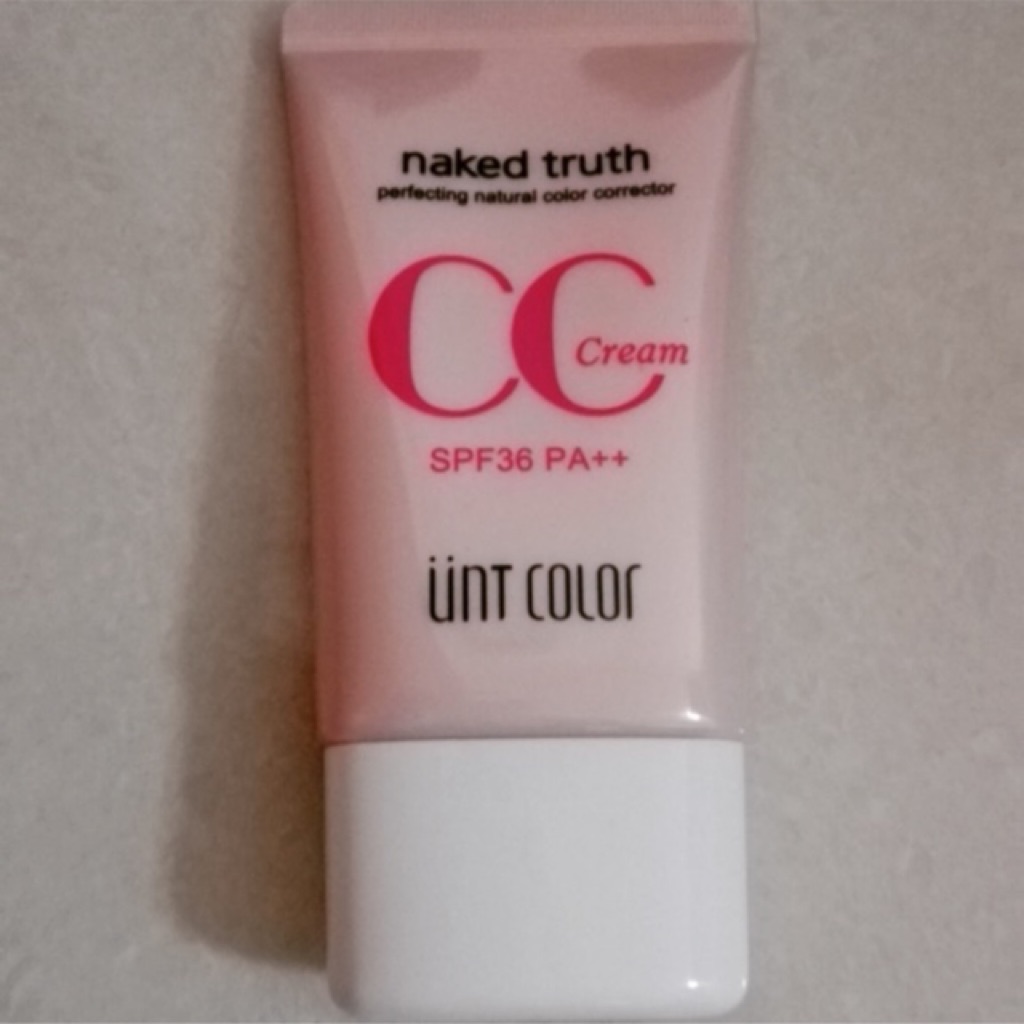 naked truth
perfecting natural color corrector
CC Cream
SPF36 PA++
ünt color